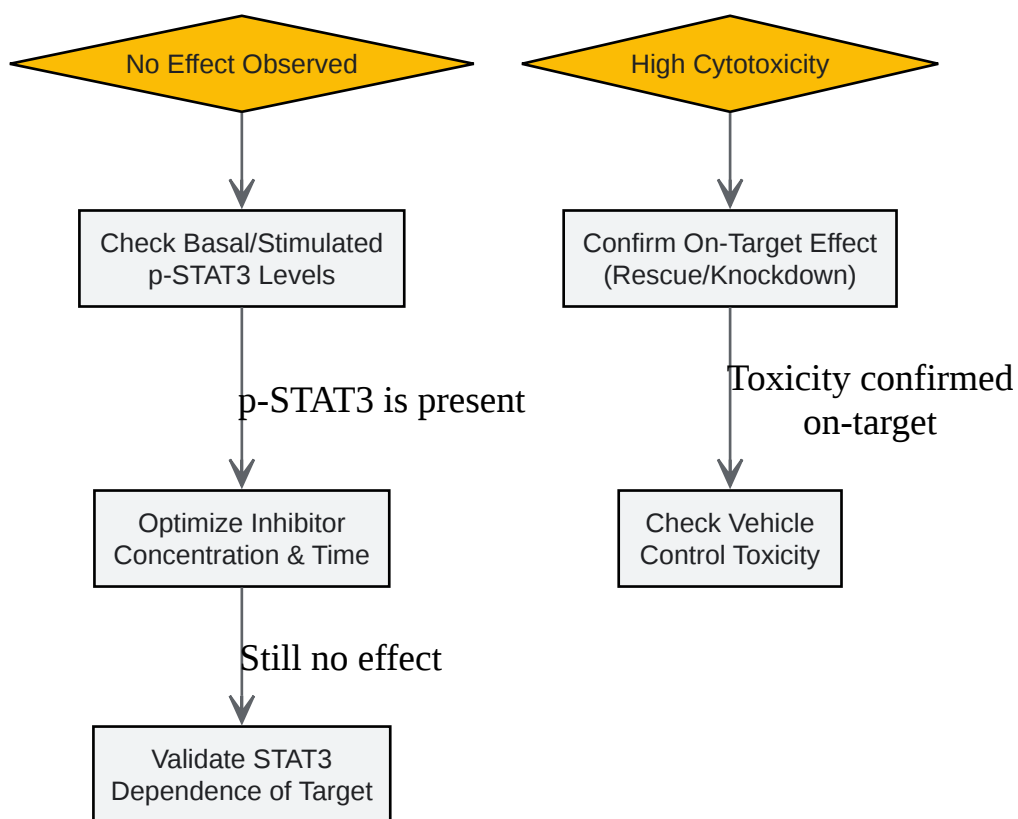 No Effect Observed
High Cytotoxicity
Check Basal/Stimulated
p-STAT3 Levels
Confirm On-Target Effect
(Rescue/Knockdown)
p-STAT3 is present
Toxicity confirmed
on-target
Optimize Inhibitor
Concentration & Time
Check Vehicle
Control Toxicity
Still no effect
Validate STAT3
Dependence of Target